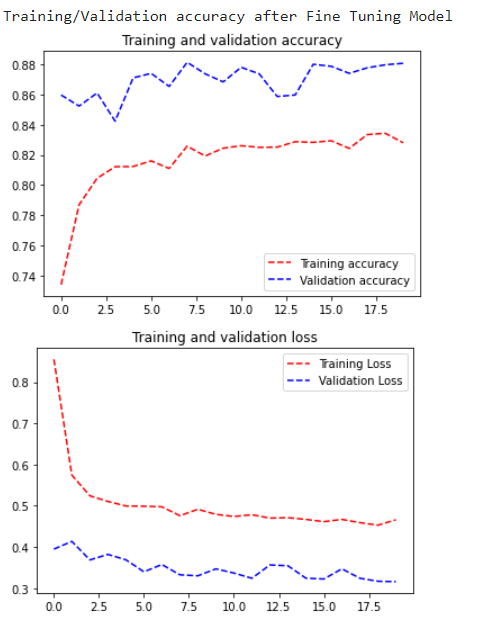 Training/Validation accuracy after Fine Tuning Model
Training and validation accuracy
0.88
0.86
0.84
0.82
0.80
0.78
0.76
0.74
Training accuracy
Validation accuracy
0.0 2.5 5.0 7.5 10.0 12.5 15.0 17.5
Training and validation loss
0.8
0.7
0.6
0.5
0.4
0.3
Training Loss
Validation Loss
0.0 2.5 5.0 7.5 10.0 12.5 15.0 17.5